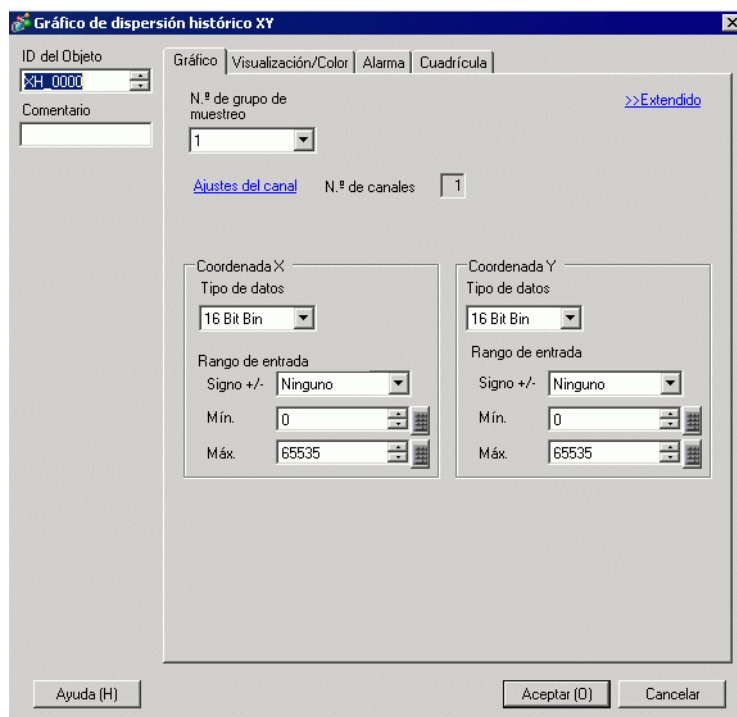 Gráfico de dispersión histórico XY
ID del Objeto
XH_0000
Comentario
Gráfico
Visualización/Color
Alarma
Cuadrícula
N.º de grupo de
muestreo
>>Extendido
1
Ajustes del canal
N.º de canales
1
Coordenada X
Tipo de datos
16 Bit Bin
Rango de entrada
Signo +/-
Ninguno
Mín.
0
Máx.
65535
Coordenada Y
Tipo de datos
16 Bit Bin
Rango de entrada
Signo +/-
Ninguno
Mín.
0
Máx.
65535
Ayuda (H)
Aceptar (O)
Cancelar